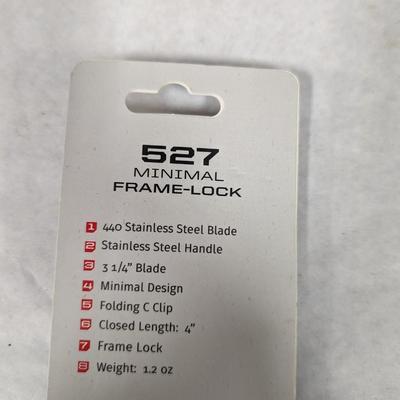 527
MINIMAL
FRAME-LOCK
1 440 Stainless Steel Blade
2 Stainless Steel Handle
3 3 1/4" Blade
4 Minimal Design
5 Folding C Clip
6 Closed Length: 4"
7 Frame Lock
8 Weight: 1.2 oz